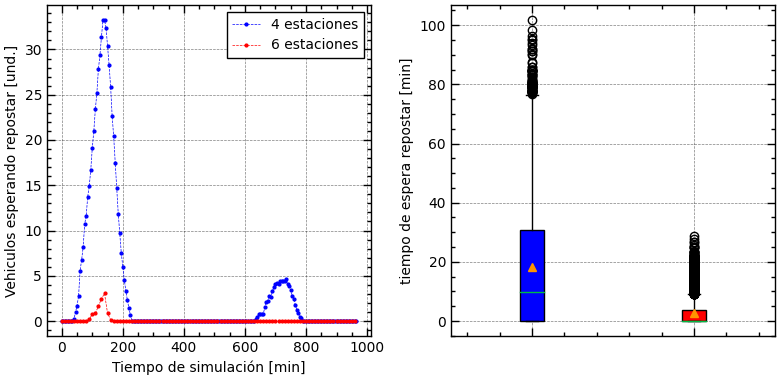 Vehiculos esperando repostar [und.]
30
25
20
15
10
5
0
4 estaciones
6 estaciones
0 200 400 600 800 1000
Tiempo de simulación [min]
tiempo de espera repostar [min]
100
80
60
40
20
0